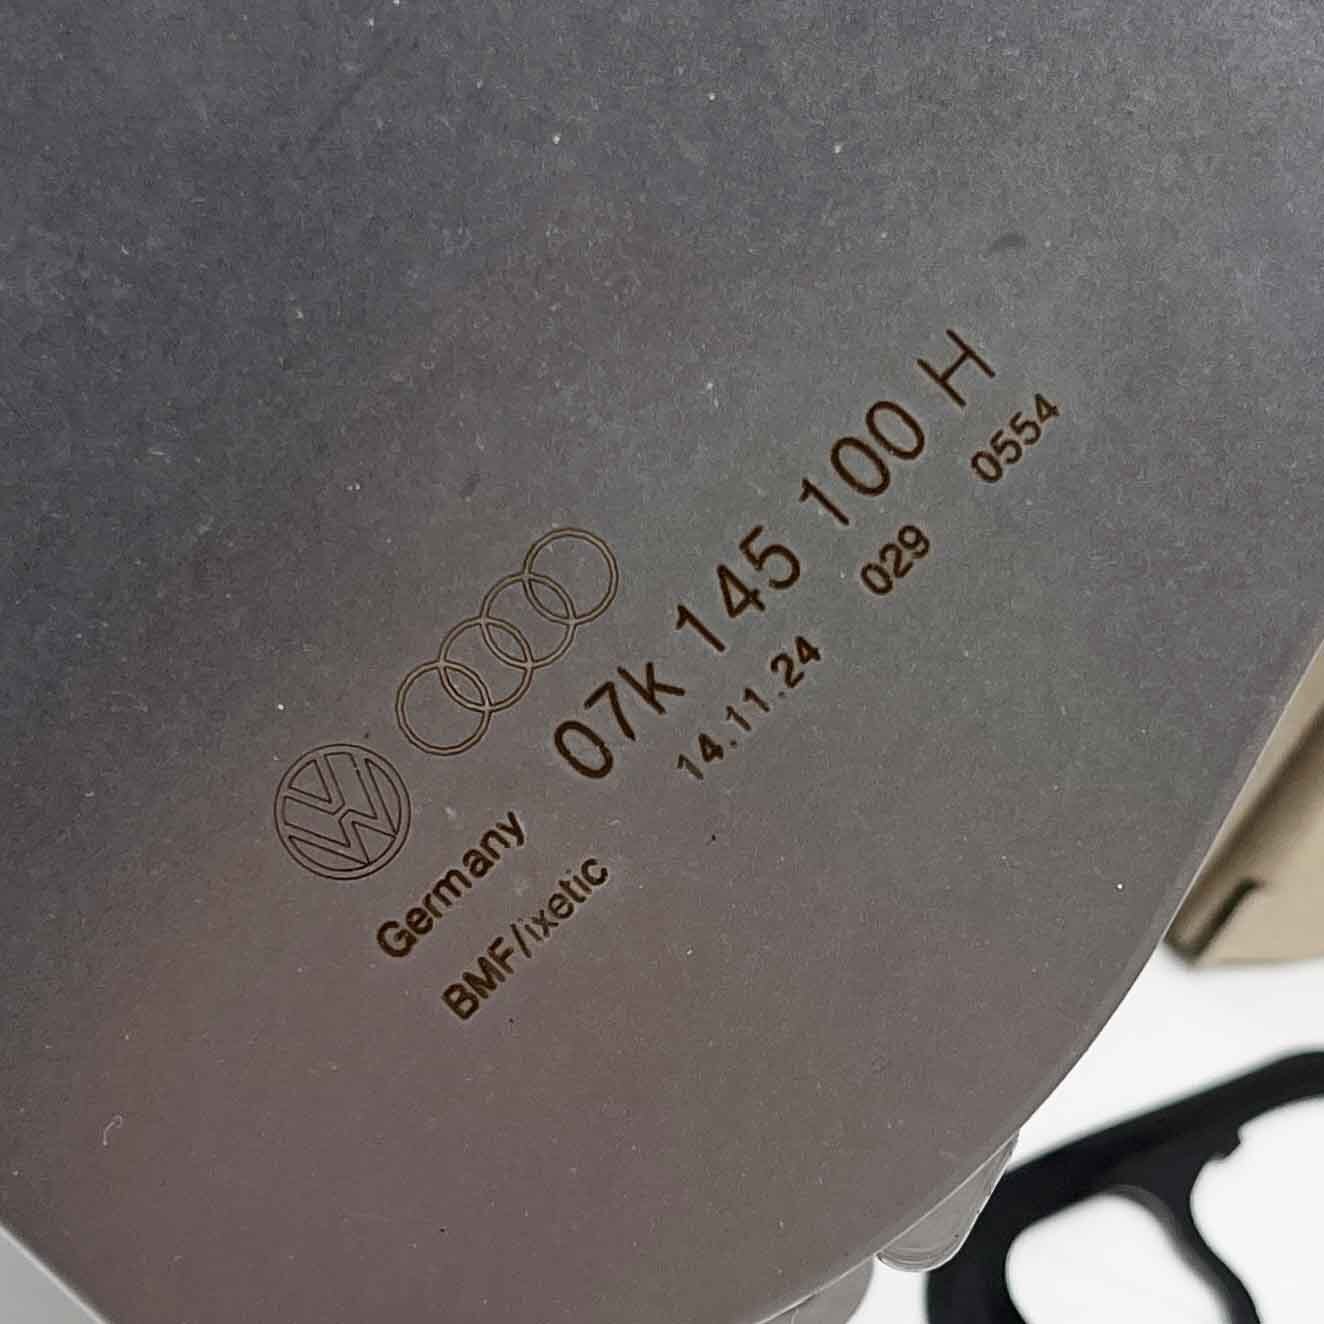 07k 145 100 H
Germany 14.11.24 029 0554
BMF/ixetic